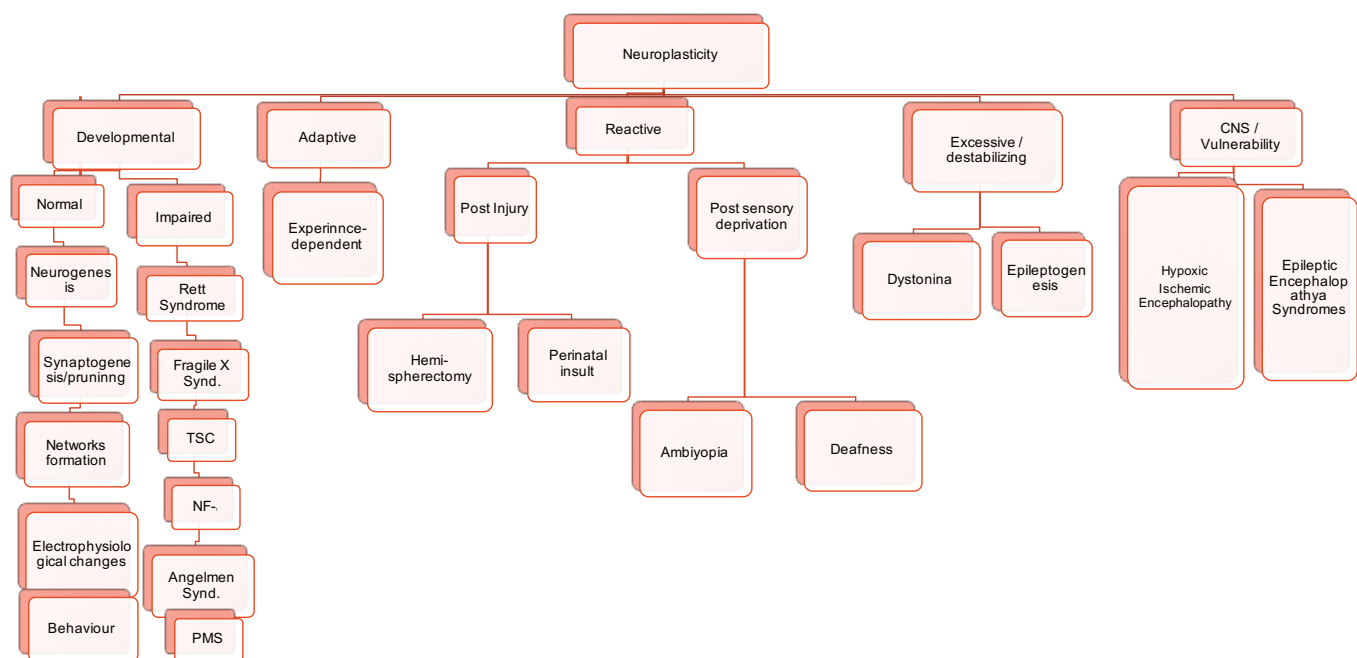 Neuroplasticity
Developmental
Adaptive
Reactive
Excessive /
destabilizing
CNS /
Vulnerability
Normal
Impaired
Experinnce-
dependent
Post Injury
Post sensory
deprivation
Dystonina
Epileptogen
esis
Hypoxic
Ischemic
Encephalopathy
Epileptic
Encephalop
athya
Syndromes
Neurogenes
is
Rett
Syndrome
Synaptogene
sis/pruninng
Fragile X
Synd.
Hemi-
spherectomy
Perinatal
insult
Networks
formation
TSC
Ambiyopia
Deafness
NF-
Electrophysiolo
gical changes
Angelmen
Synd.
Behaviour
PMS